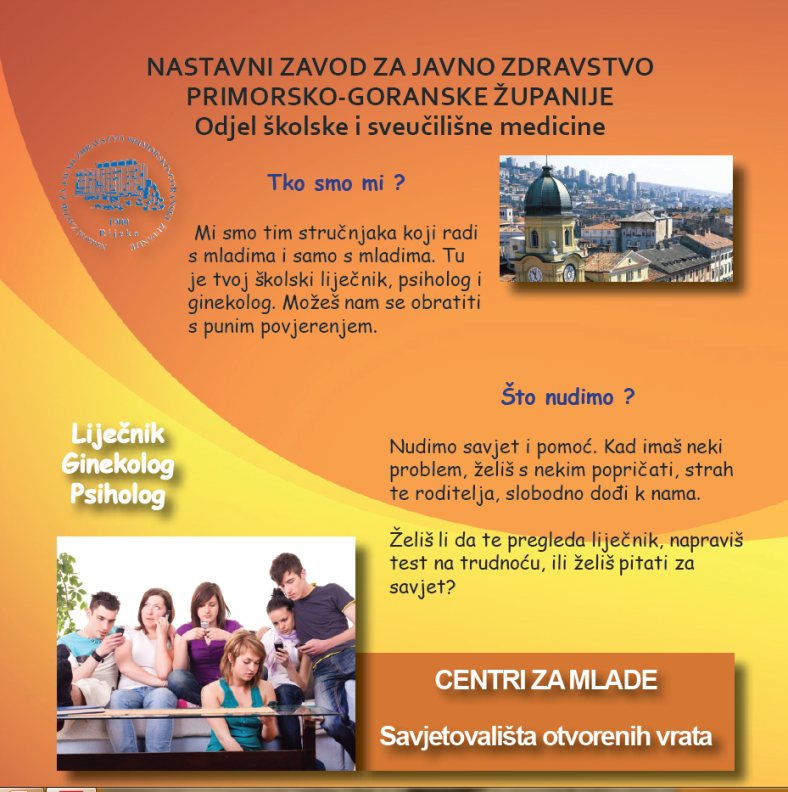 NASTAVNI ZAVOD ZA JAVNO ZDRAVSTVO
PRIMORSKO-GORANSKE ŽUPANIJE
Odjel školske i sveučilišne medicine
Tko smo mi ?
Mi smo tim stručnjaka koji radi
s mladima i samo s mladima. Tu
je tvoj školski liječnik, psiholog i
ginekolog. Možeš nam se obratiti
s punim povjerenjem.
Što nudimo ?
Nudimo savjet i pomoć. Kad imaš neki
problem, želiš s nekim popričati, strah
te roditelja, slobodno dođi k nama.
Želiš li da te pregleda liječnik, napraviš
test na trudnoću, ili želiš pitati za
savjet?
Liječnik
Ginekolog
Psiholog
CENTRI ZA MLADE
Savjetovališta otvorenih vrata
Rijeka